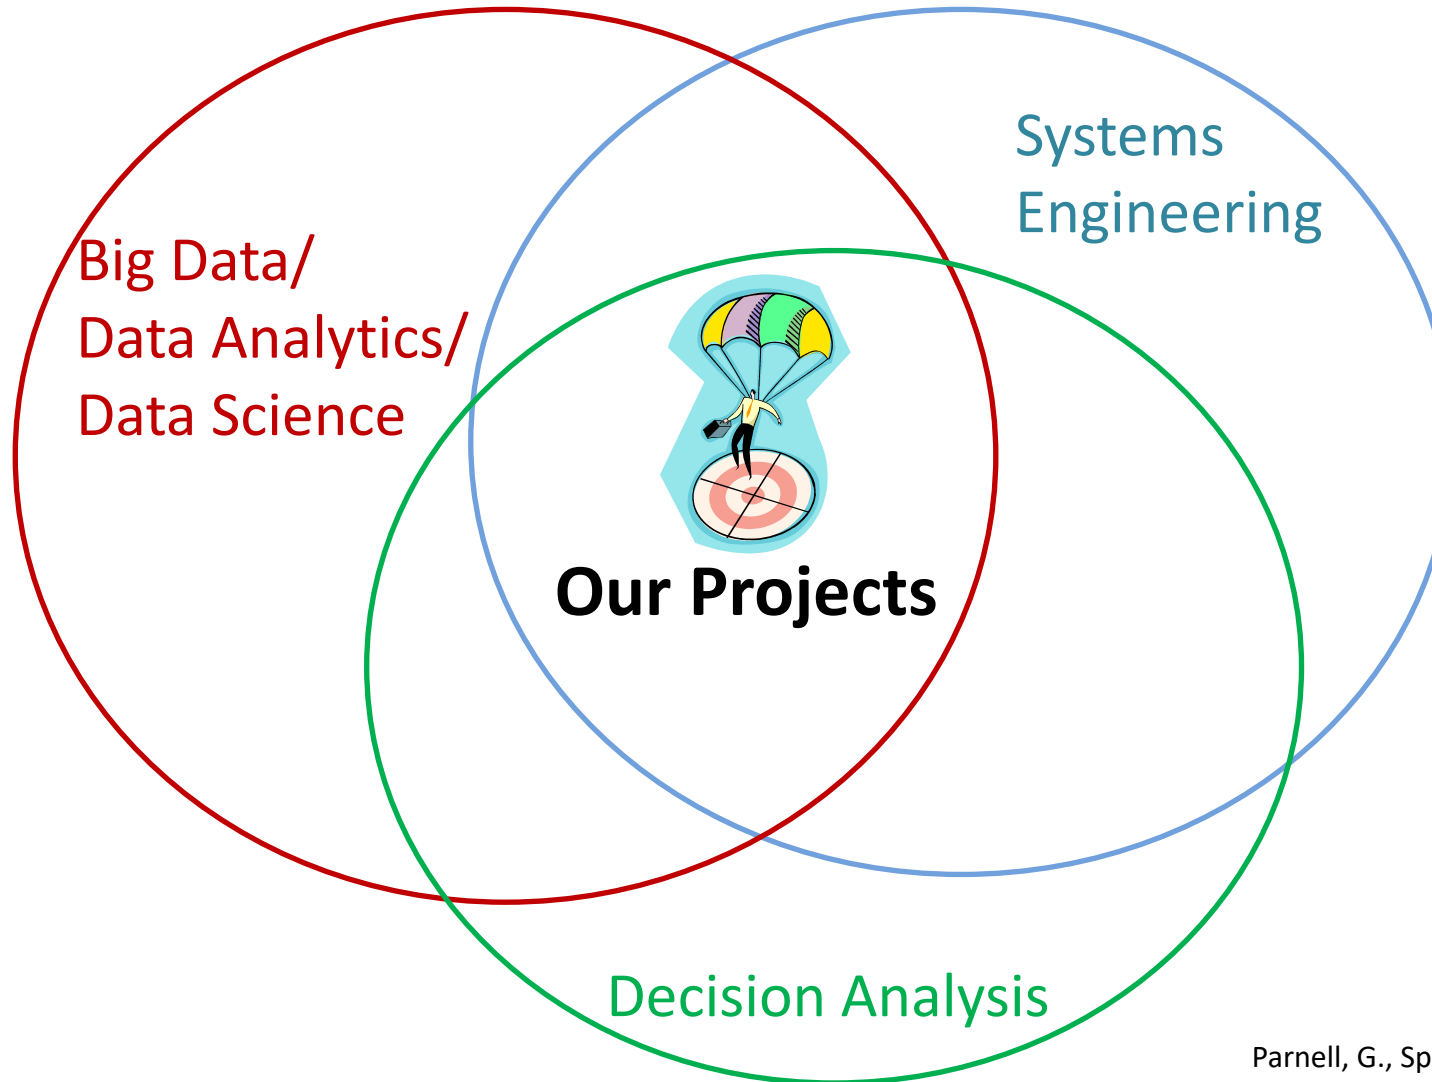 Systems
Engineering
Big Data/
Data Analytics/
Data Science
Our Projects
Decision Analysis
Parnell, G., Sp